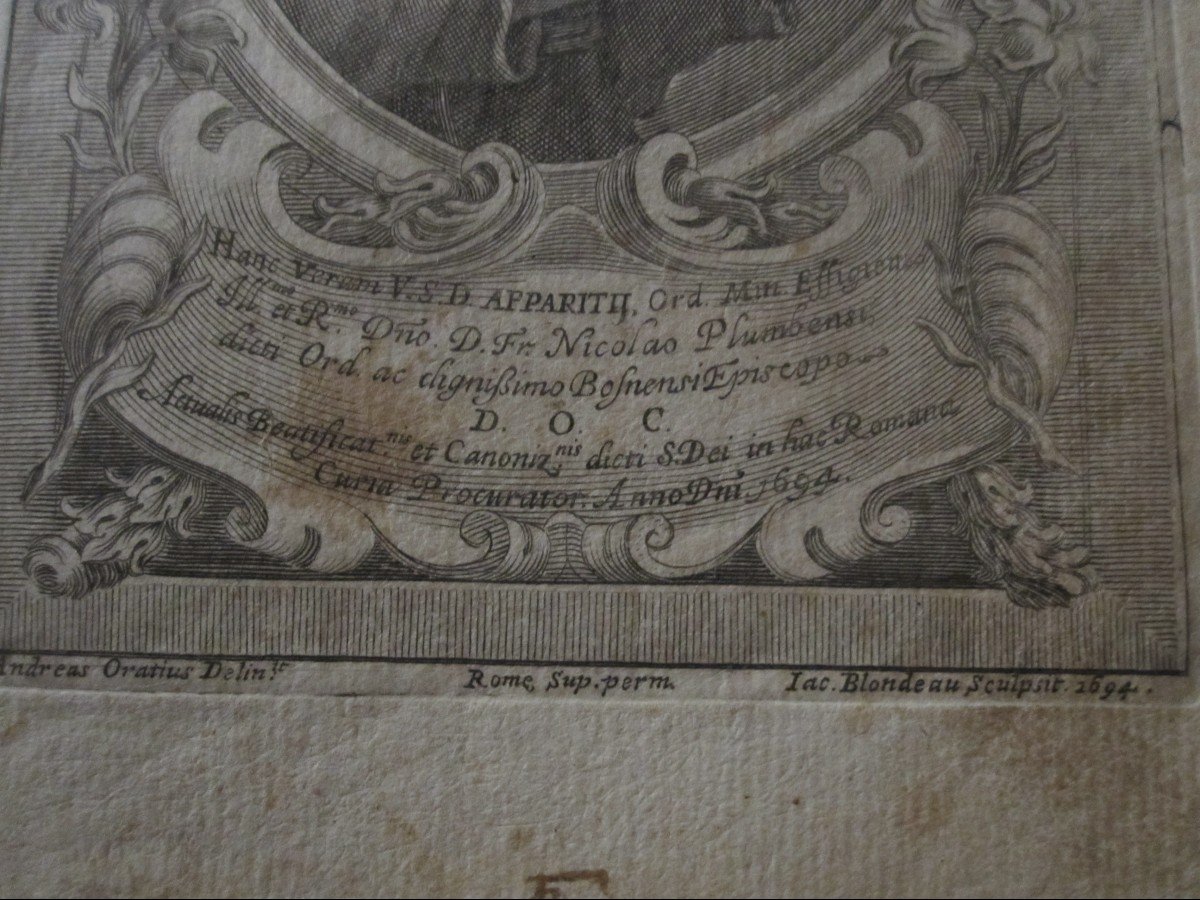 Hanc Veram V.S.D. APPARITIJ, Ord. Min. Effigiem
Ill.mo et R.mo Dño. D. Fr. Nicolao Plumbensi,
dicti Ord. ac digniſsimo Boſnensi Episcopo
D. O. C.
Actualis Beatificat.nis et Canoniz.nis dicti S. Dei in hac Romana
Curia Procurator. Anno Dñi 1694.
Andreas Oratius Delin.
Romę Sup. perm.
Iac. Blondeau Sculpsit. 1694.